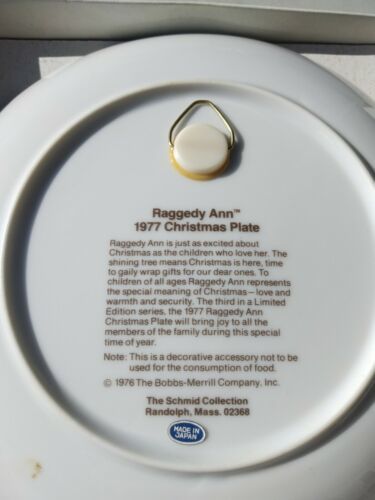 Raggedy Ann™
1977 Christmas Plate
Raggedy Ann is just as excited about
Christmas as the children who love her. The
shining tree means Christmas is here, time
to gaily wrap gifts for our dear ones. To
children of all ages Raggedy Ann represents
the special meaning of Christmas—love and
warmth and security. The third in a Limited
Edition series, the 1977 Raggedy Ann
Christmas Plate will bring joy to all the
members of the family during this special
time of year.
Note: This is a decorative accessory not to be
used for the consumption of food.
© 1976 The Bobbs-Merrill Company, Inc.
The Schmid Collection
Randolph, Mass. 02368
MADE IN
JAPAN